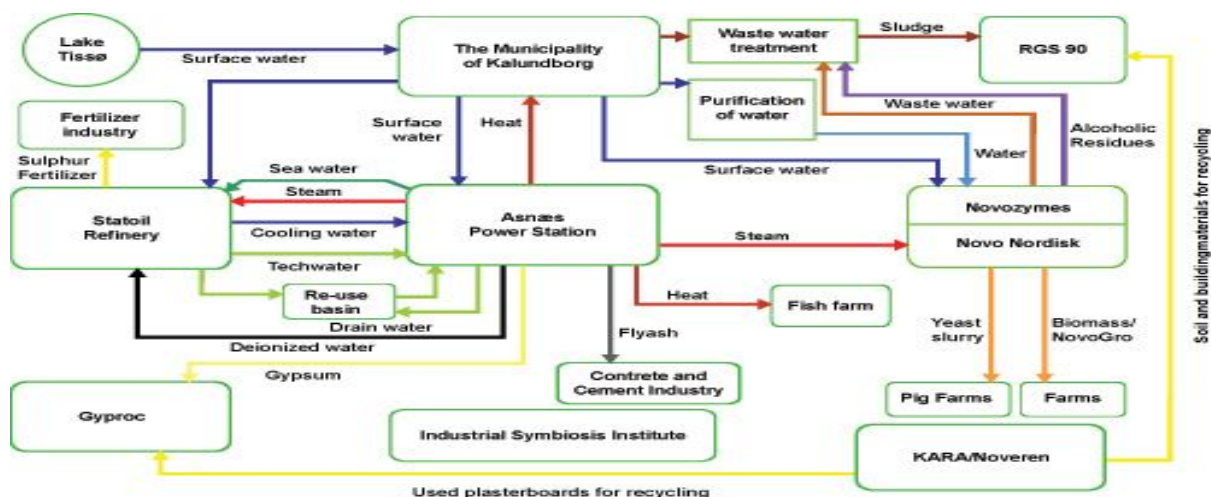 Lake
Tissø
Surface water
The Municipality
of Kalundborg
Waste water
treatment
Sludge
RGS 90
Fertilizer
industry
Surface
water
Heat
Purification
of water
Waste water
Alcoholic
Residues
Sulphur
Fertilizer
Sea water
Surface water
Water
Soil and buildingmaterials for recycling
Steam
Statoil
Refinery
Cooling water
Asnæs
Power Station
Steam
Novozymes
Novo Nordisk
Techwater
Re-use
basin
Heat
Fish farm
Drain water
Deionized water
Flyash
Yeast
slurry
Biomass/
NovoGro
Gypsum
Contrete and
Cement Industry
Pig Farms
Farms
Gyproc
Industrial Symbiosis Institute
KARA/Noveren
Used plasterboards for recycling